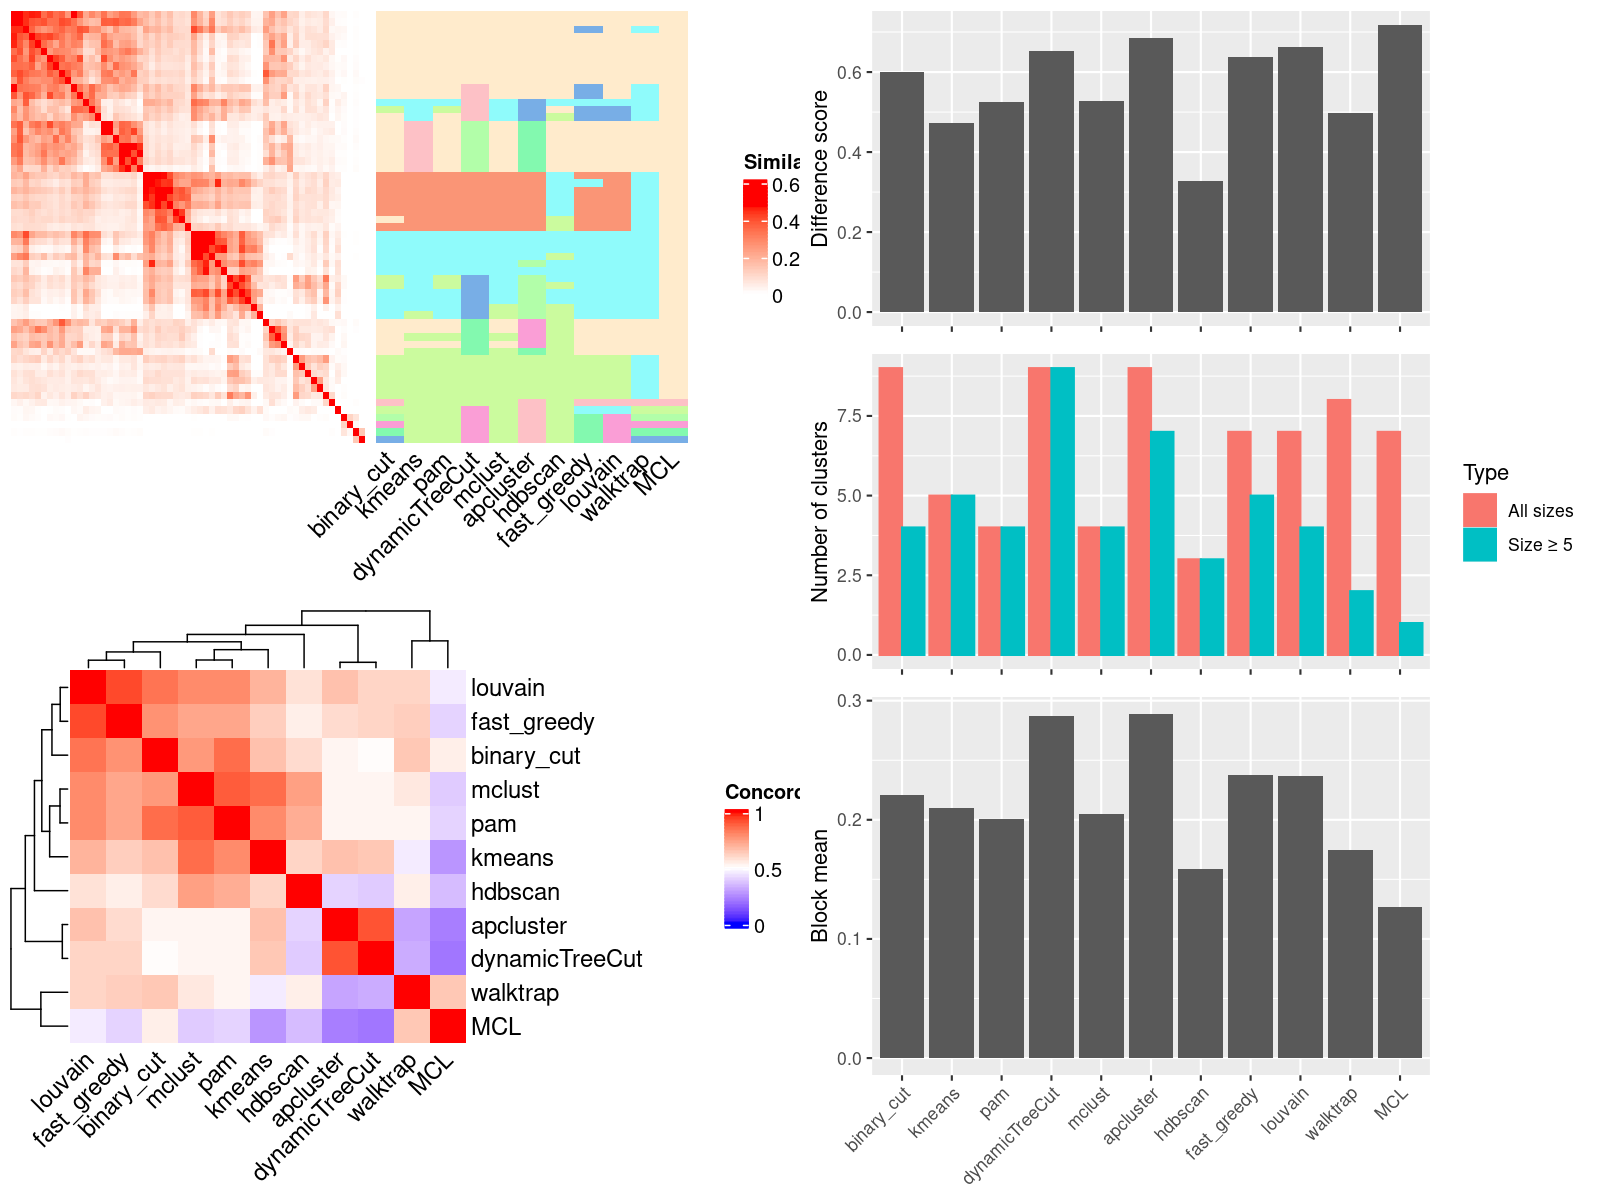 Simila
0.6
0.4
0.2
0
binary_cut
kmeans
pam
dynamicTreeCut
mclust
apcluster
hdbscan
fast_greedy
louvain
walktrap
MCL
Difference score
0.6
0.4
0.2
0.0
Number of clusters
7.5
5.0
2.5
0.0
Type
All sizes
Size ≥ 5
louvain
fast_greedy
binary_cut
mclust
pam
kmeans
hdbscan
apcluster
dynamicTreeCut
walktrap
MCL
louvain
fast_greedy
binary_cut
mclust
pam
kmeans
hdbscan
apcluster
dynamicTreeCut
walktrap
MCL
Concord
1
0.5
0
Block mean
0.3
0.2
0.1
0.0
binary_cut
kmeans
pam
dynamicTreeCut
mclust
apcluster
hdbscan
fast_greedy
louvain
walktrap
MCL